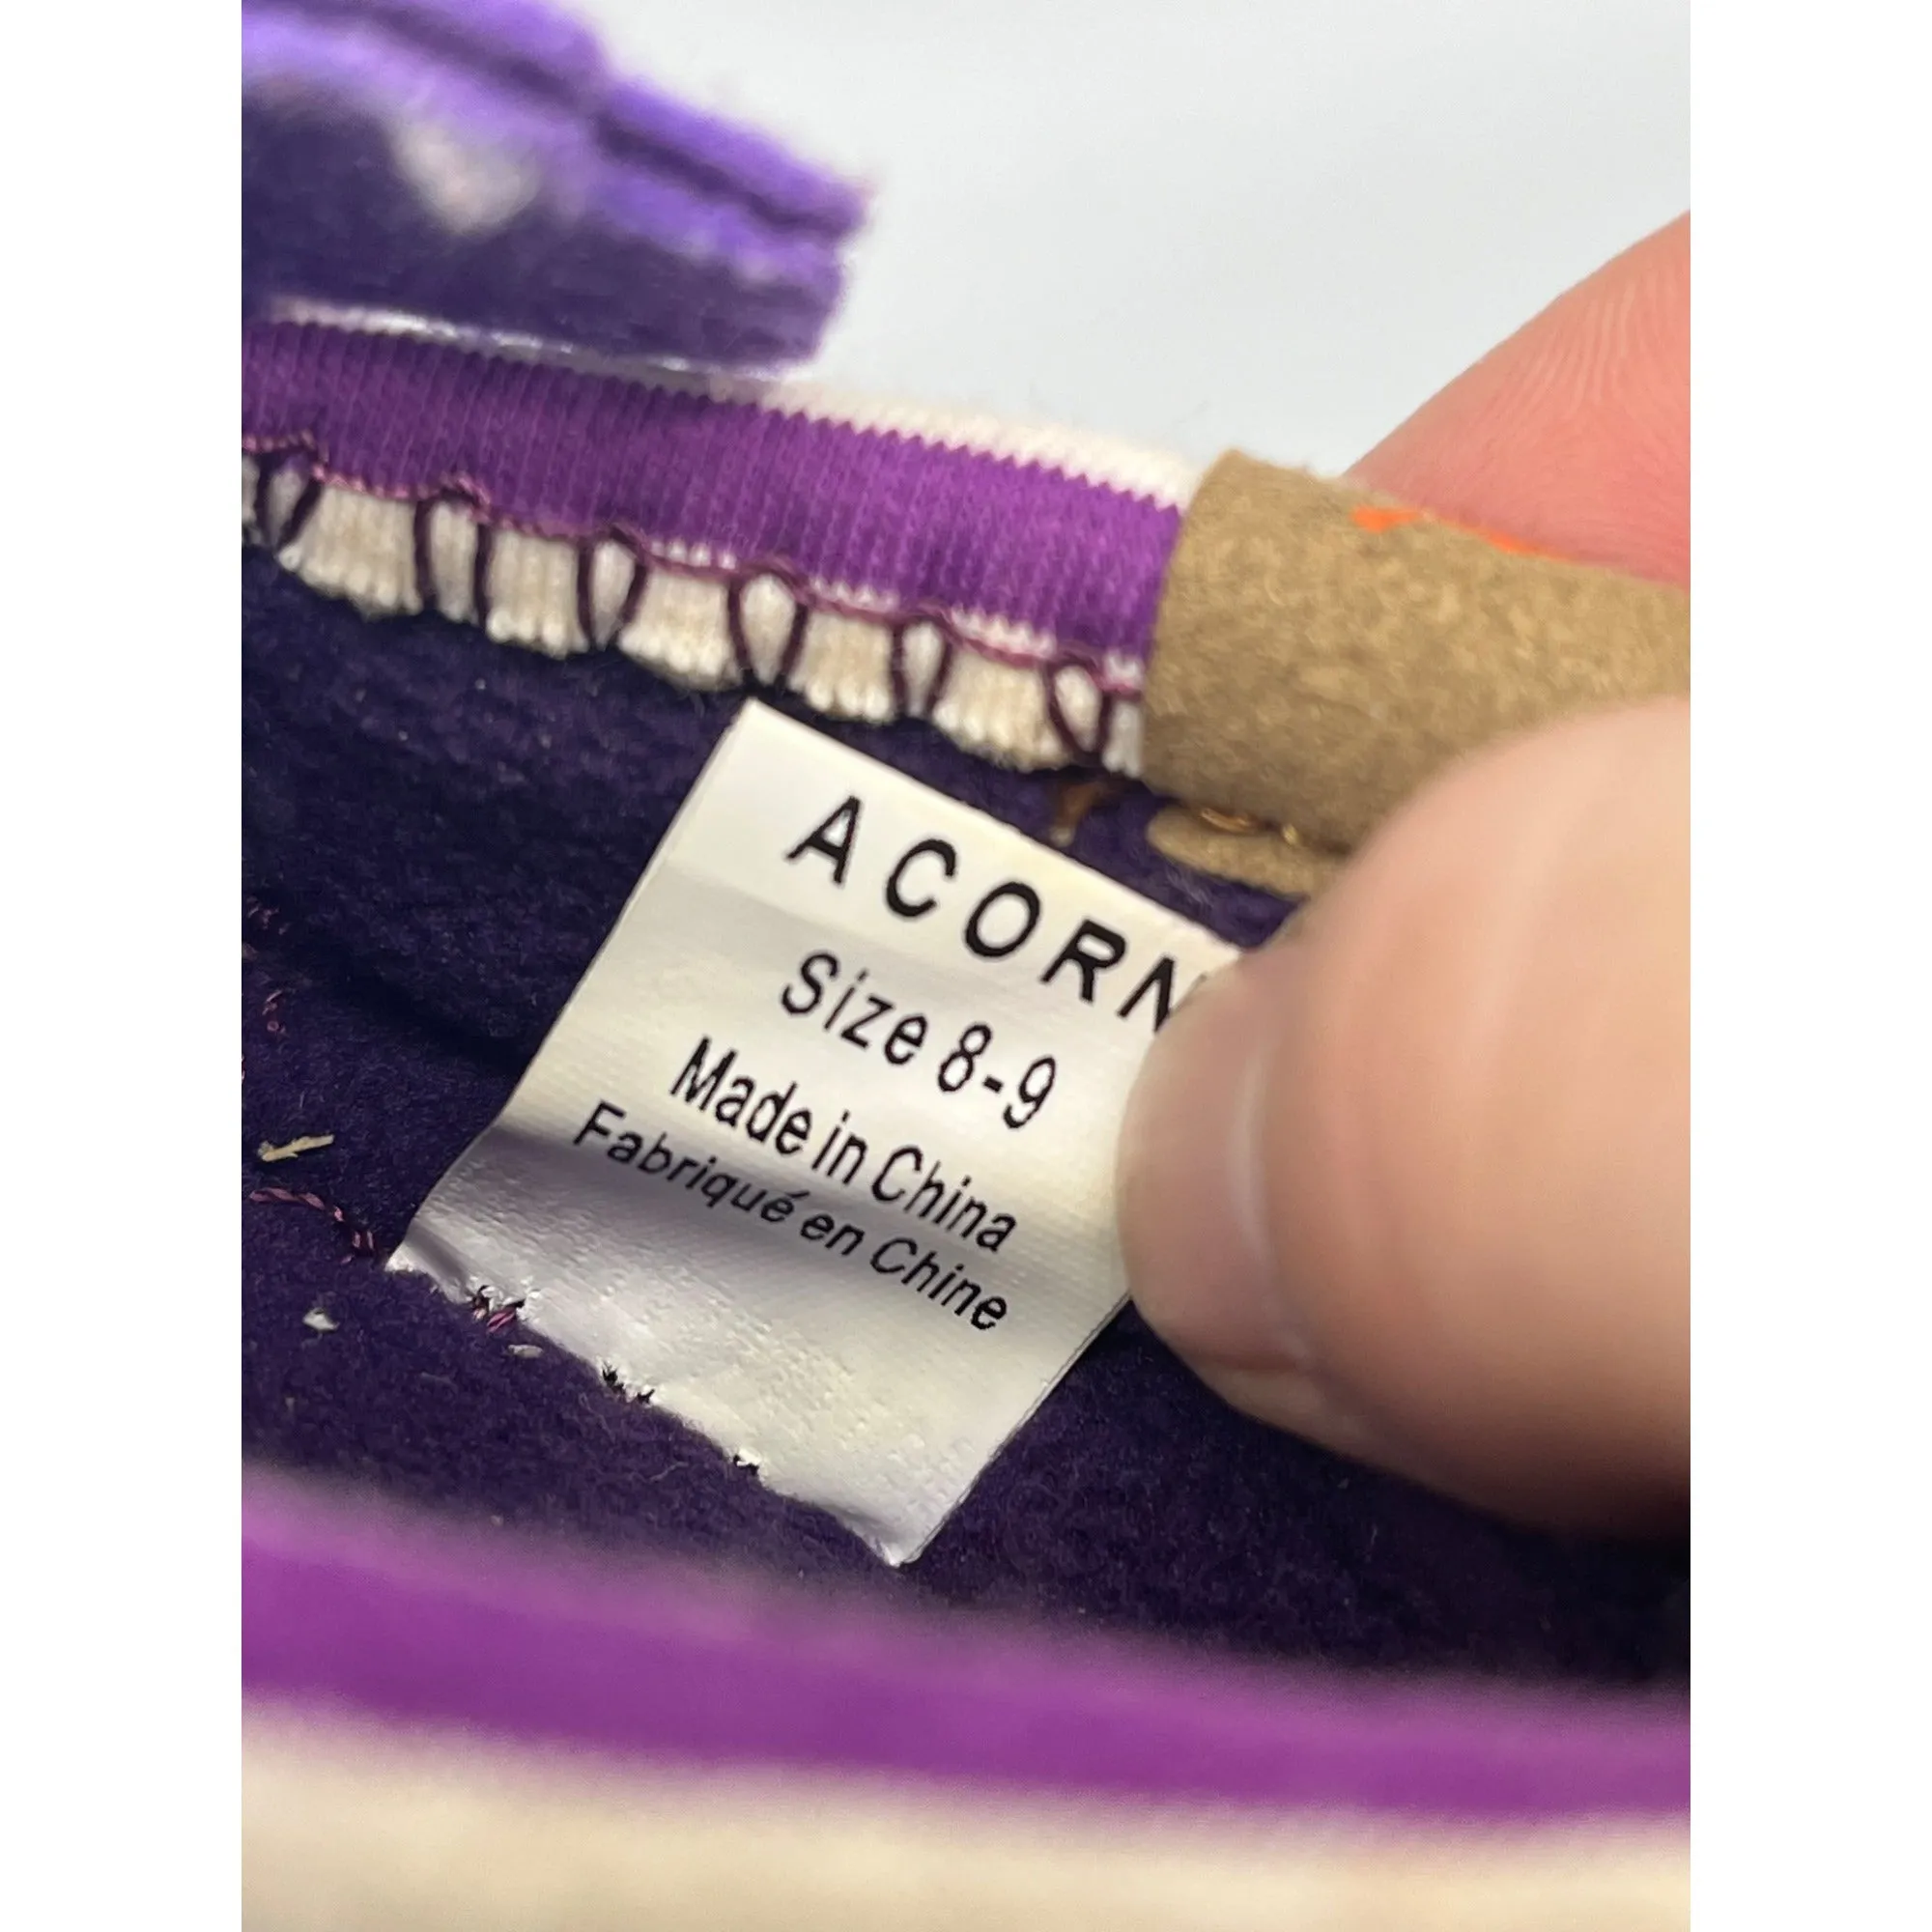 ACORN
Size 8-9
Made in China
Fabriqué en Chine